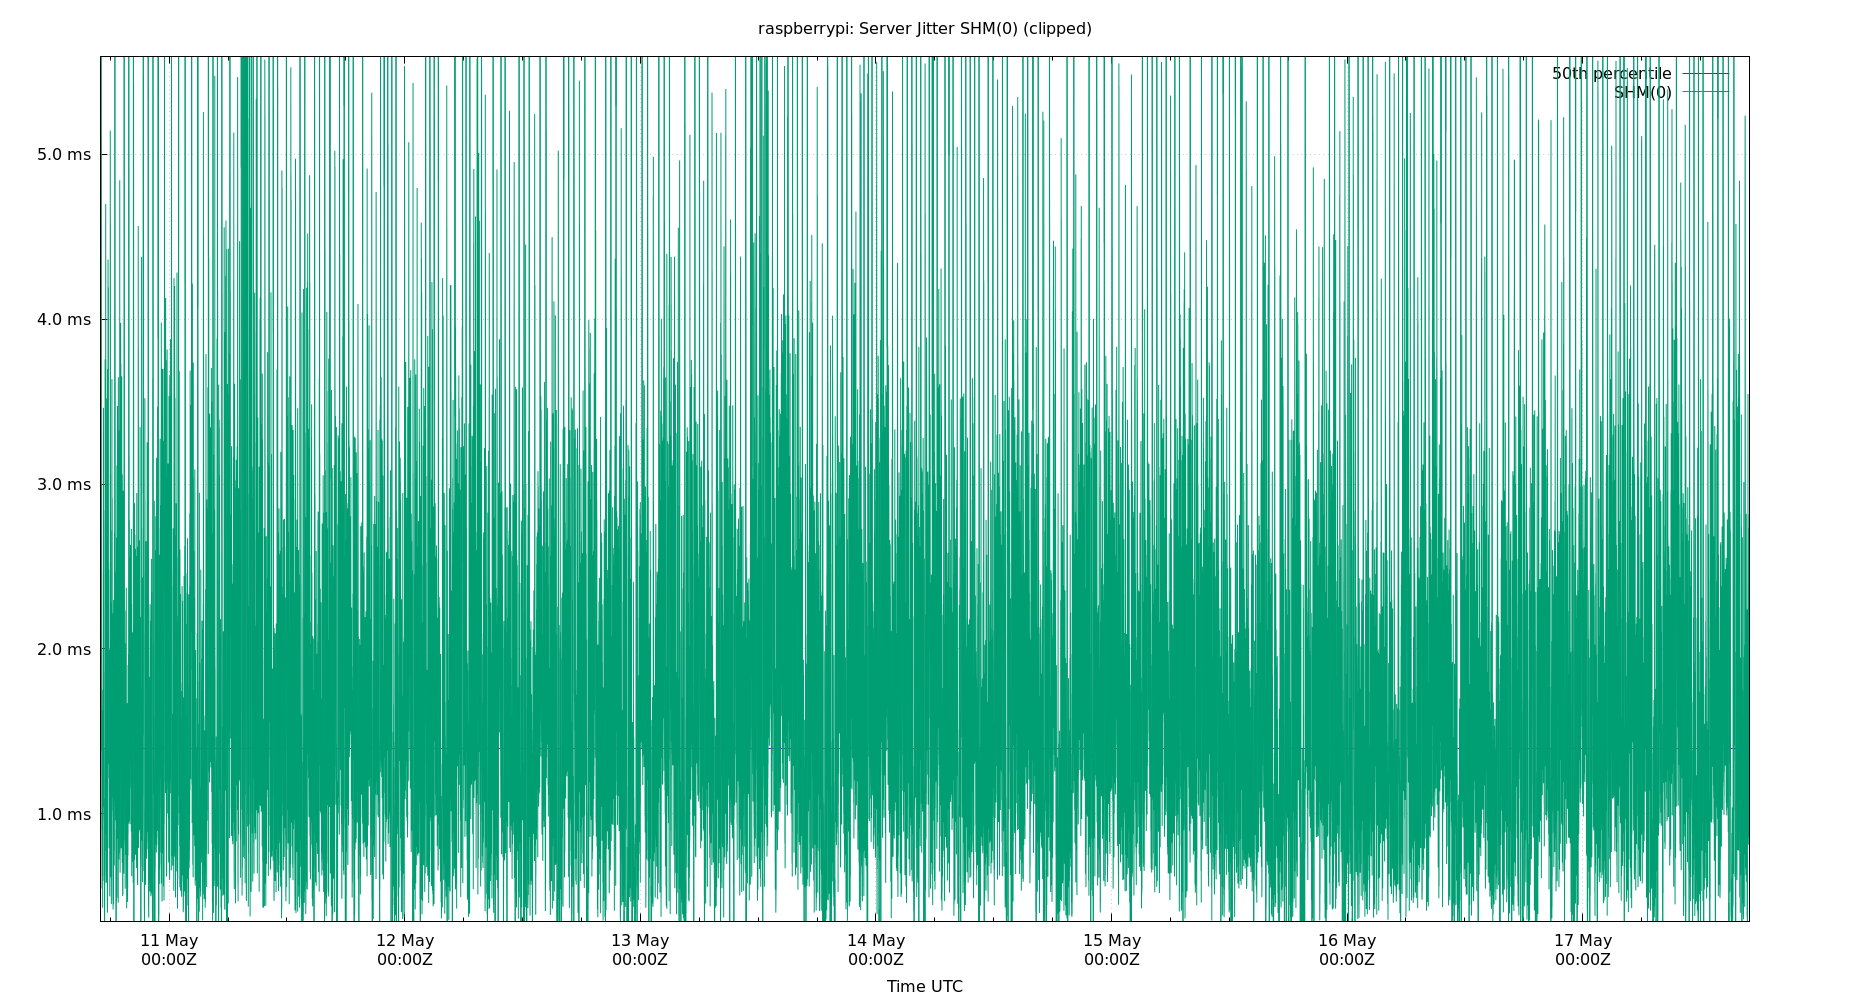 raspberrypi: Server Jitter SHM(0) (clipped)
50th percentile
SHM(0)
5.0 ms
4.0 ms
3.0 ms
2.0 ms
1.0 ms
11 May 12 May 13 May 14 May 15 May 16 May 17 May
00:00Z 00:00Z 00:00Z 00:00Z 00:00Z 00:00Z 00:00Z
Time UTC